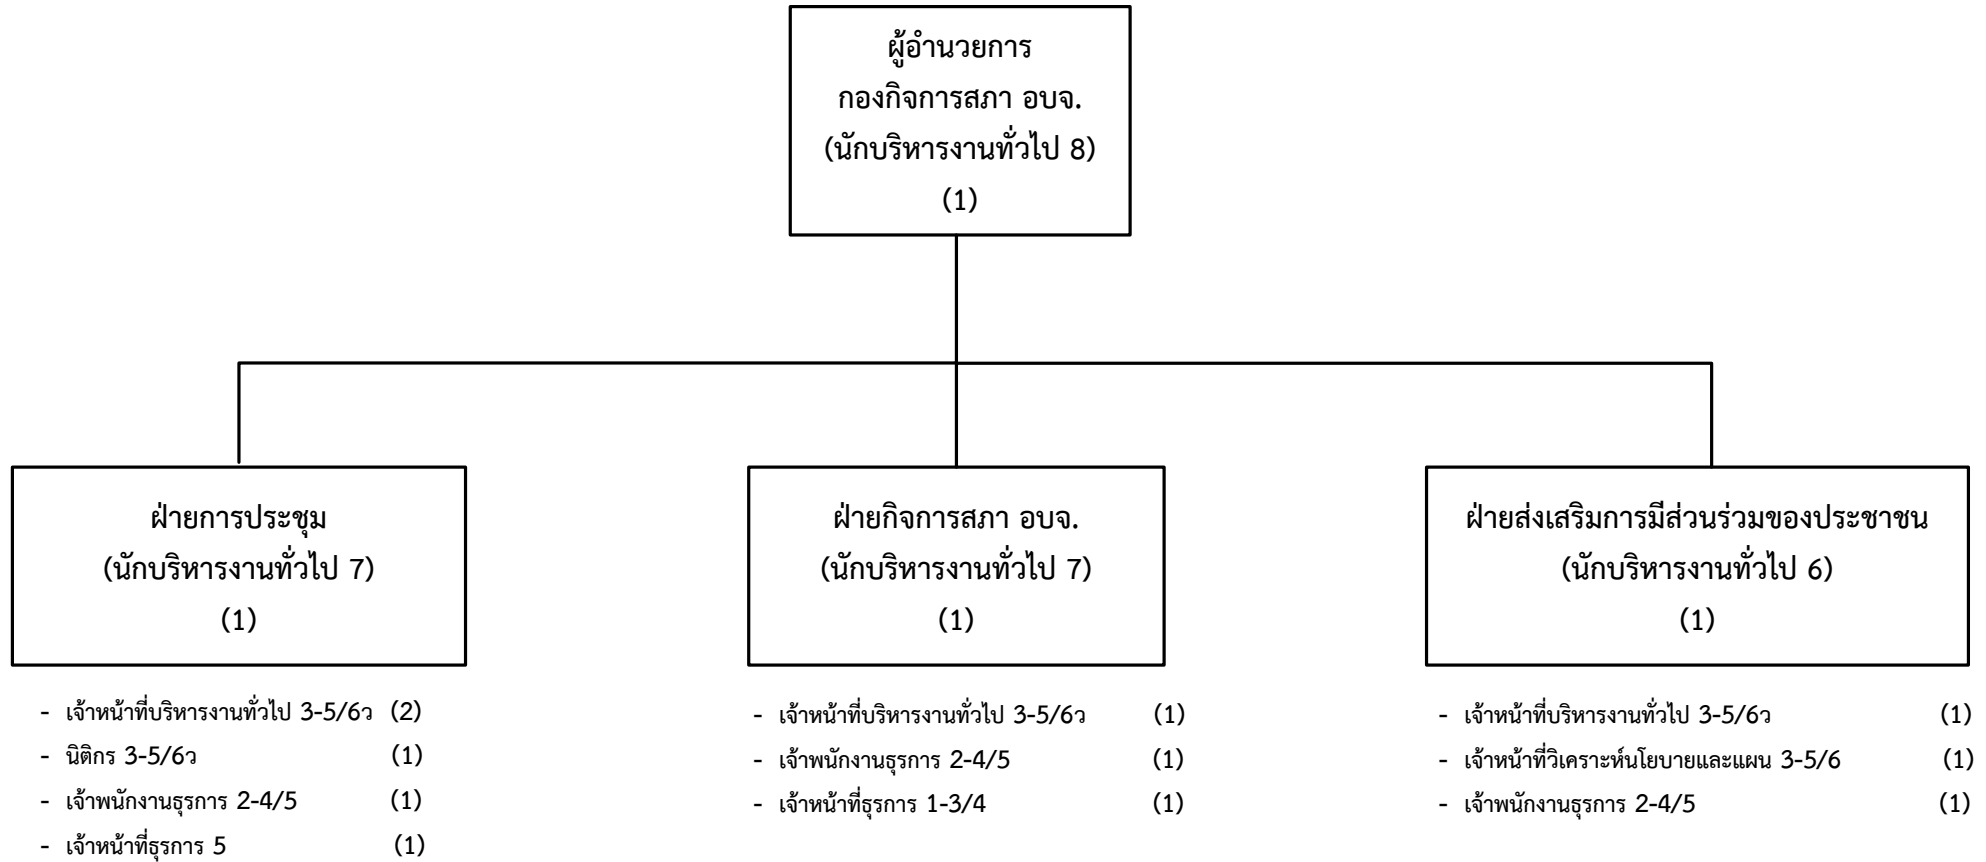 ผู้อำนวยการ
กองกิจการสภา อบจ.
(นักบริหารงานทั่วไป 8)
(1)
ฝ่ายการประชุม
(นักบริหารงานทั่วไป 7)
(1)
- เจ้าหน้าที่บริหารงานทั่วไป 3-5/6ว (2)
- นิติกร 3-5/6ว (1)
- เจ้าพนักงานธุรการ 2-4/5 (1)
- เจ้าหน้าที่ธุรการ 5 (1)
ฝ่ายกิจการสภา อบจ.
(นักบริหารงานทั่วไป 7)
(1)
- เจ้าหน้าที่บริหารงานทั่วไป 3-5/6ว (1)
- เจ้าพนักงานธุรการ 2-4/5 (1)
- เจ้าหน้าที่ธุรการ 1-3/4 (1)
ฝ่ายส่งเสริมการมีส่วนร่วมของประชาชน
(นักบริหารงานทั่วไป 6)
(1)
- เจ้าหน้าที่บริหารงานทั่วไป 3-5/6ว (1)
- เจ้าหน้าที่วิเคราะห์นโยบายและแผน 3-5/6 (1)
- เจ้าพนักงานธุรการ 2-4/5 (1)